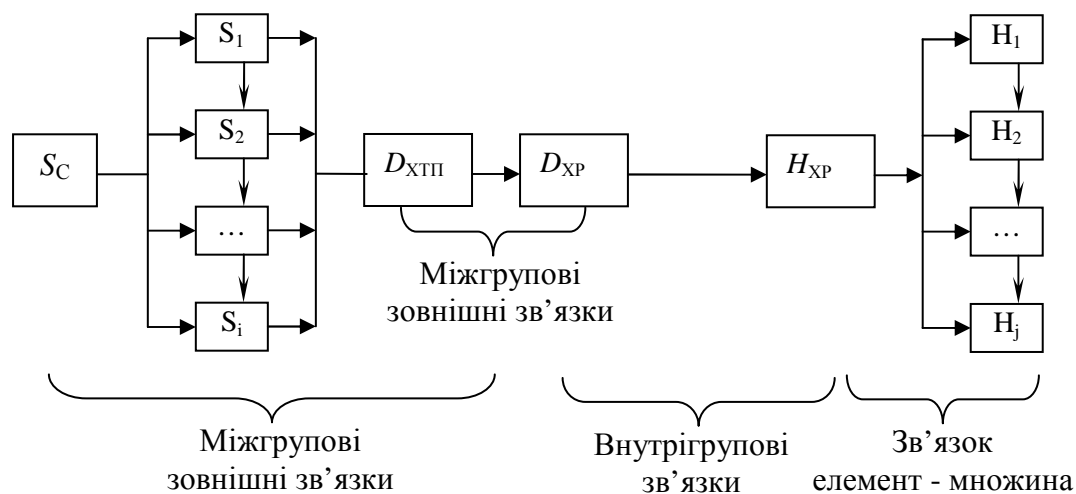 S1
S2
…
Si
SС
DХТП
DХР
HХР
H1
H2
…
Hj
Міжгрупові
зовнішні зв’язки
Міжгрупові
зовнішні зв’язки
Внутрігрупові
зв’язки
Зв’язок
елемент - множина